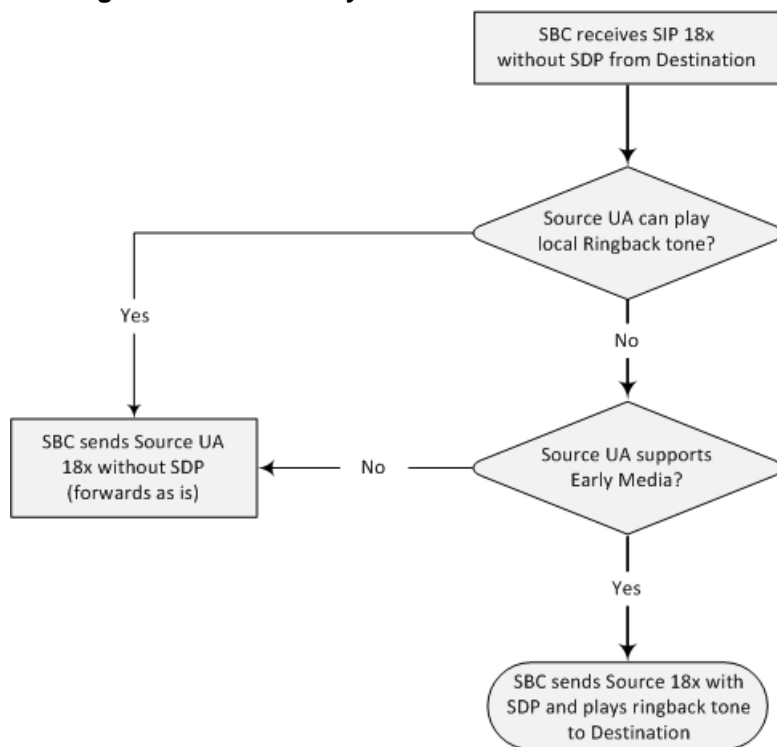 SBC receives SIP 18x
without SDP from Destination
Source UA can play
local Ringback tone?
Yes
No
SBC sends Source UA
18x without SDP
(forwards as is)
No
Source UA supports
Early Media?
Yes
SBC sends Source 18x with
SDP and plays ringback tone
to Destination